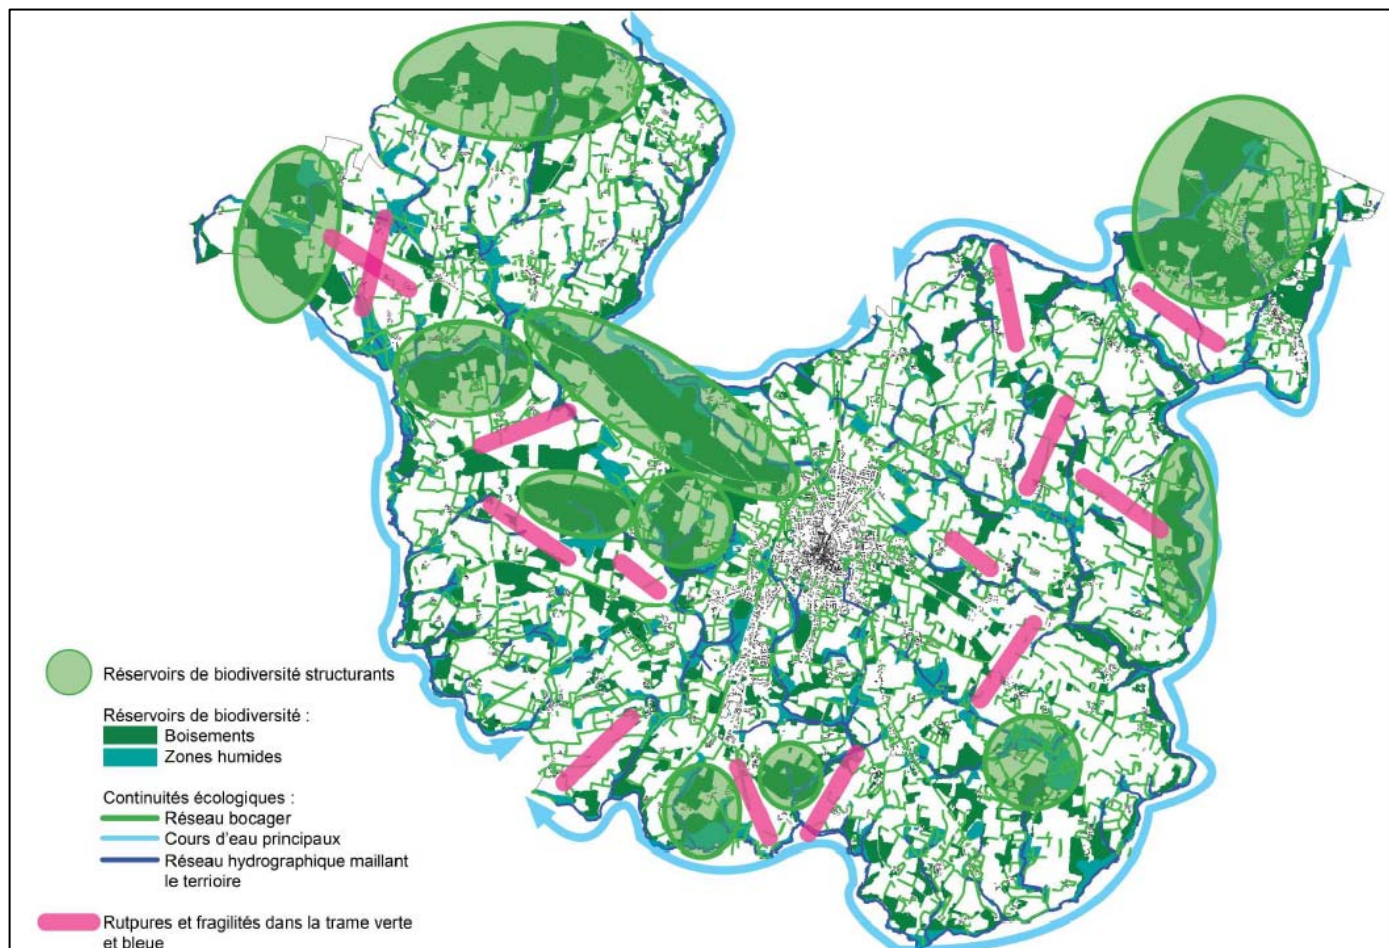 Réservoirs de biodiversité structurants
Réservoirs de biodiversité :
Boisements
Zones humides
Continuités écologiques :
Réseau bocager
Cours d'eau principaux
Réseau hydrographique maillant
le terrioire
Rutpures et fragilités dans la trame verte
et bleue